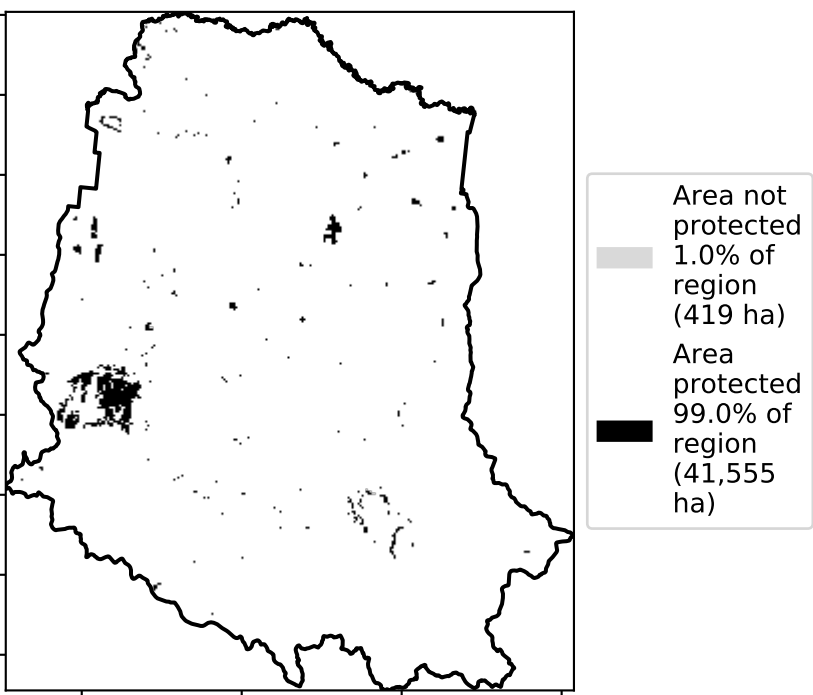 Area not
protected
1.0% of
region
(419 ha)
Area
protected
99.0% of
region
(41,555
ha)